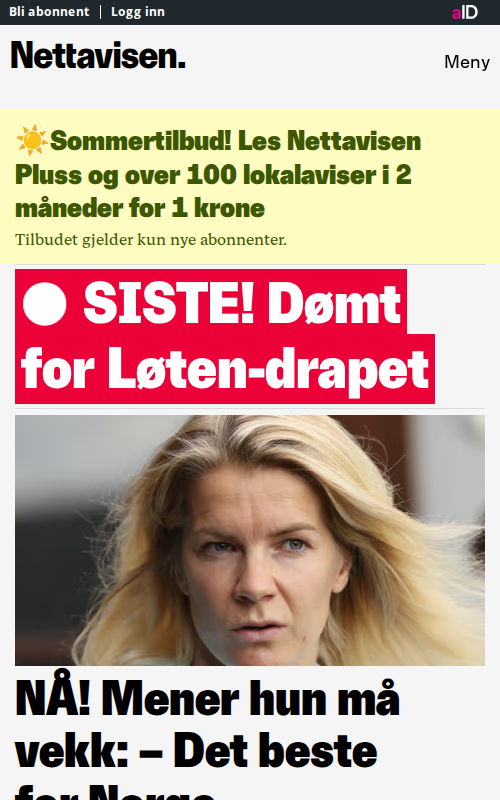 Bli abonnent | Logg inn
aID
Nettavisen.
Meny
☀️Sommertilbud! Les Nettavisen
Pluss og over 100 lokalaviser i 2
måneder for 1 krone
Tilbudet gjelder kun nye abonnenter.
SISTE! Dømt
for Løten-drapet
NÅ! Mener hun må
vekk: – Det beste
for Norge